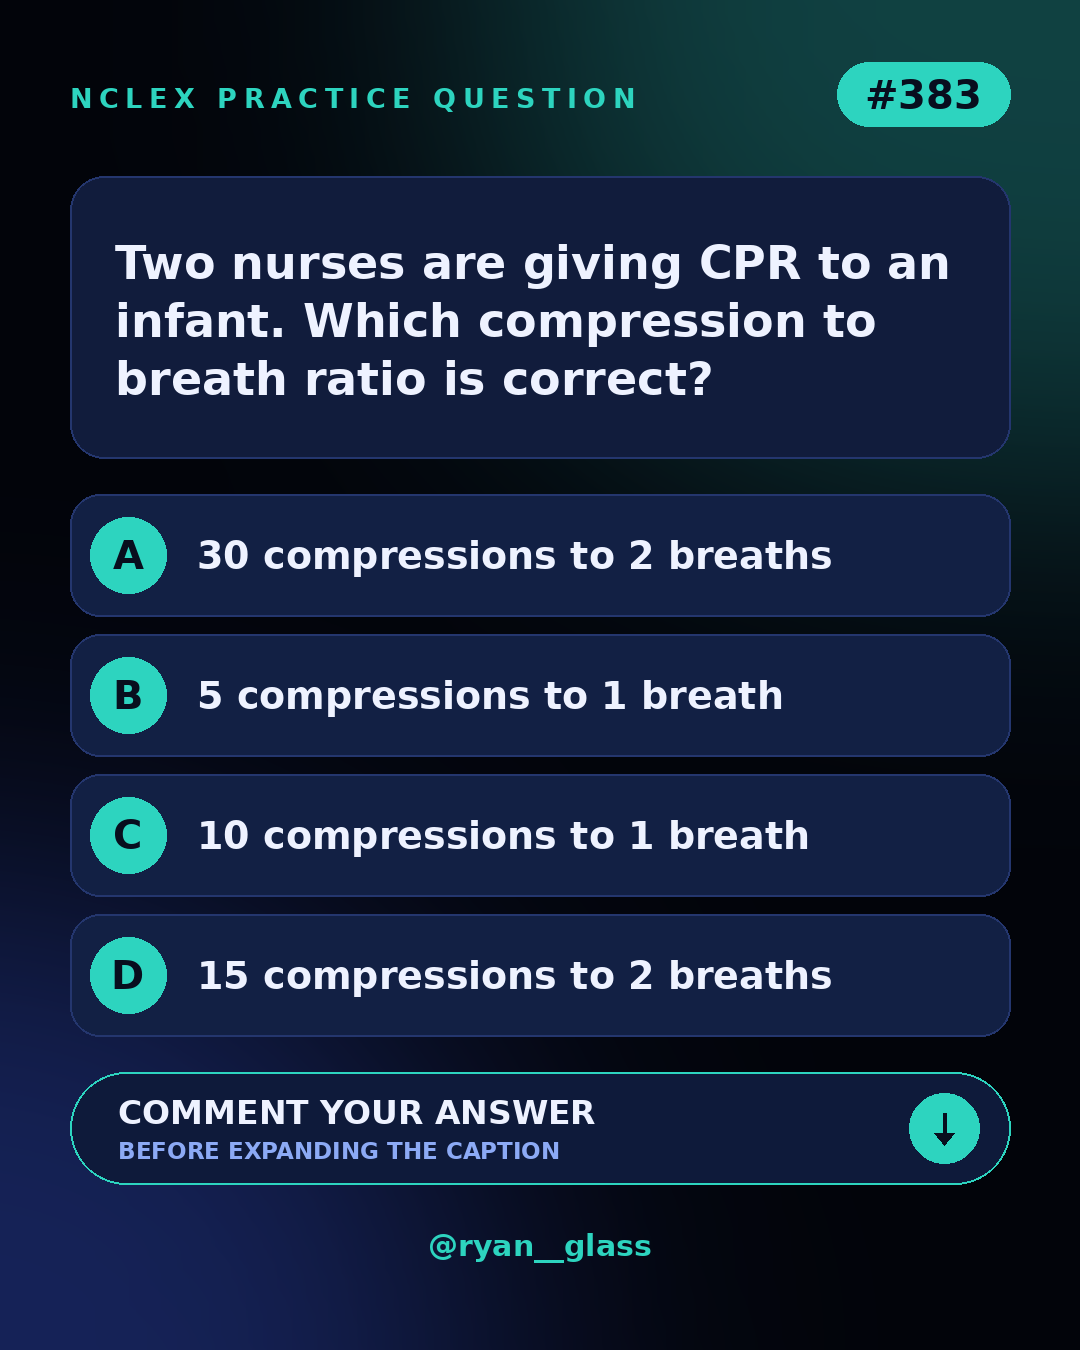 NCLEX PRACTICE QUESTION
#383
Two nurses are giving CPR to an
infant. Which compression to
breath ratio is correct?
A 30 compressions to 2 breaths
B 5 compressions to 1 breath
C 10 compressions to 1 breath
D 15 compressions to 2 breaths
COMMENT YOUR ANSWER
BEFORE EXPANDING THE CAPTION
@ryan__glass